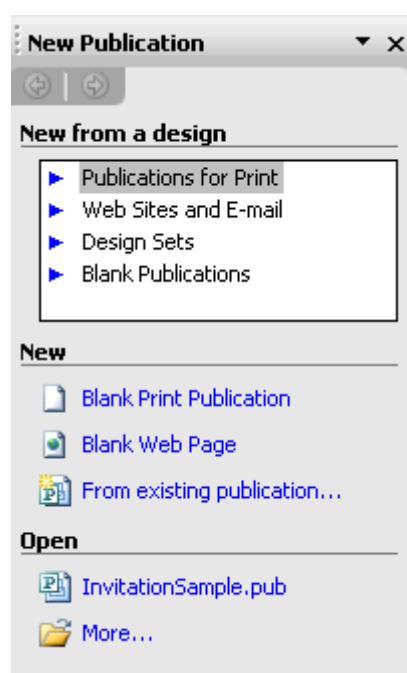 New Publication
New from a design
Publications for Print
Web Sites and E-mail
Design Sets
Blank Publications
New
Blank Print Publication
Blank Web Page
From existing publication...
Open
InvitationSample.pub
More...